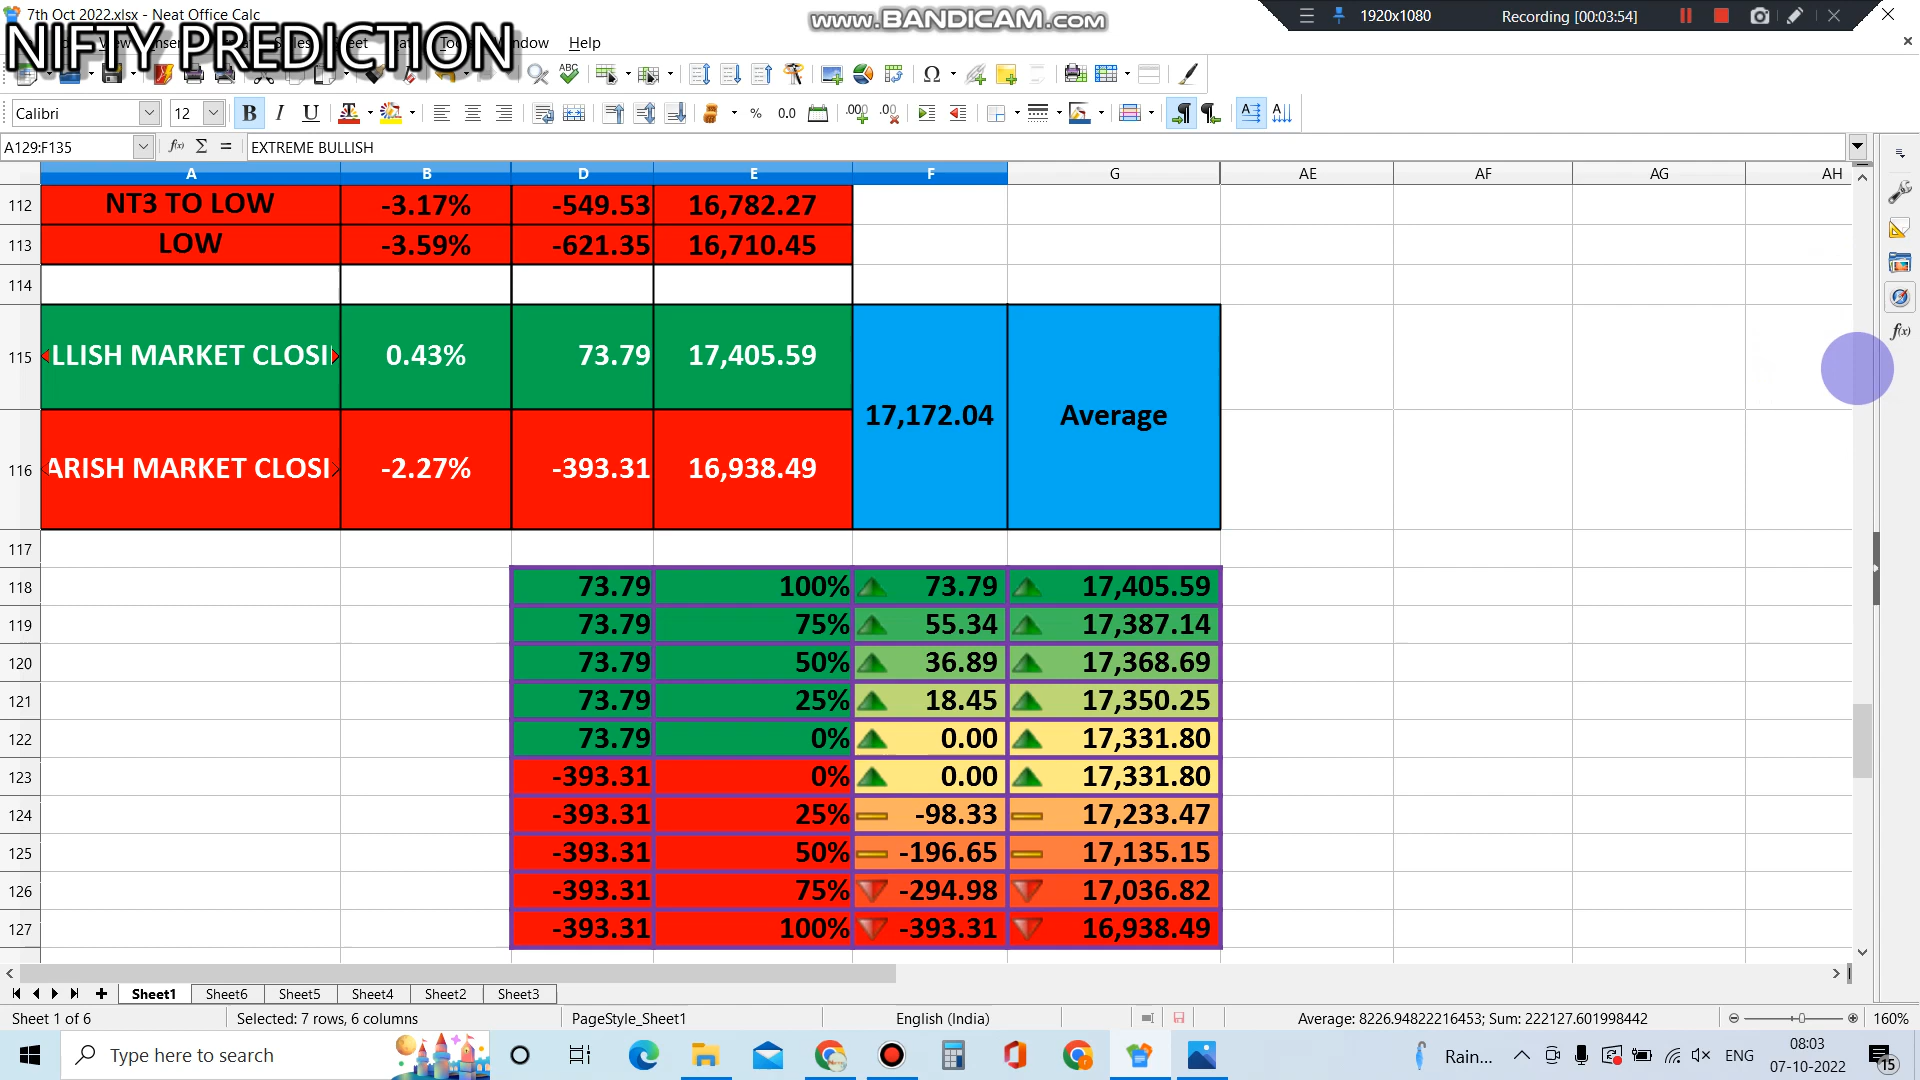 7th Oct 2022.xlsx - Neat Office Calc
www.BANDICAM.com
1920x1080
Recording [00:03:54]
NIFTY PREDICTION
Help
Calibri
12
A129:F135
EXTREME BULLISH
A B D E F G AE AF AG AH
112 NT3 TO LOW -3.17% -549.53 16,782.27
113 LOW -3.59% -621.35 16,710.45
114
115 LLISH MARKET CLOSI 0.43% 73.79 17,405.59
17,172.04 Average
116 ARISH MARKET CLOSI -2.27% -393.31 16,938.49
117
118 73.79 100% 73.79 17,405.59
119 73.79 75% 55.34 17,387.14
120 73.79 50% 36.89 17,368.69
121 73.79 25% 18.45 17,350.25
122 73.79 0% 0.00 17,331.80
123 -393.31 0% 0.00 17,331.80
124 -393.31 25% -98.33 17,233.47
125 -393.31 50% -196.65 17,135.15
126 -393.31 75% -294.98 17,036.82
127 -393.31 100% -393.31 16,938.49
Sheet1 Sheet6 Sheet5 Sheet4 Sheet2 Sheet3
Sheet 1 of 6 Selected: 7 rows, 6 columns PageStyle_Sheet1 English (India) Average: 8226.94822216453; Sum: 222127.601998442 160%
Type here to search
Rain... ENG
08:03
07-10-2022
15